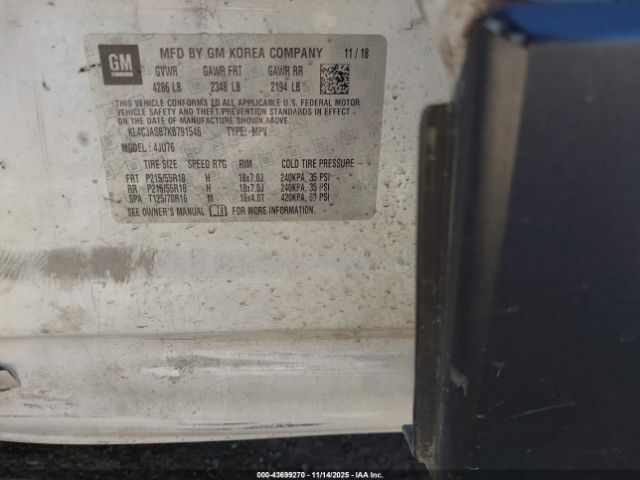 GM
MFD BY GM KOREA COMPANY 11/18
GVWR GAWR FRT GAWR RR
4286 LB 2348 LB 2194 LB
THIS VEHICLE CONFORMS TO ALL APPLICABLE U.S. FEDERAL MOTOR
VEHICLE SAFETY, BUMPER, AND THEFT PREVENTION STANDARDS IN
EFFECT ON THE DATE OF MANUFACTURE SHOWN ABOVE.
KL4CJASB7KB791546 TYPE: MPV
MODEL: 4JU76
TIRE SIZE SPEED RTG RIM COLD TIRE PRESSURE
FRT P215/55R18 H 18x7.0J 240KPA, 35 PSI
RR P215/55R18 H 18x7.0J 240KPA, 35 PSI
SPA T125/70R16 M 16x4.0T 420KPA, 60 PSI
SEE OWNER'S MANUAL FOR MORE INFORMATION.
000-43699270 - 11/14/2025 - IAA Inc.